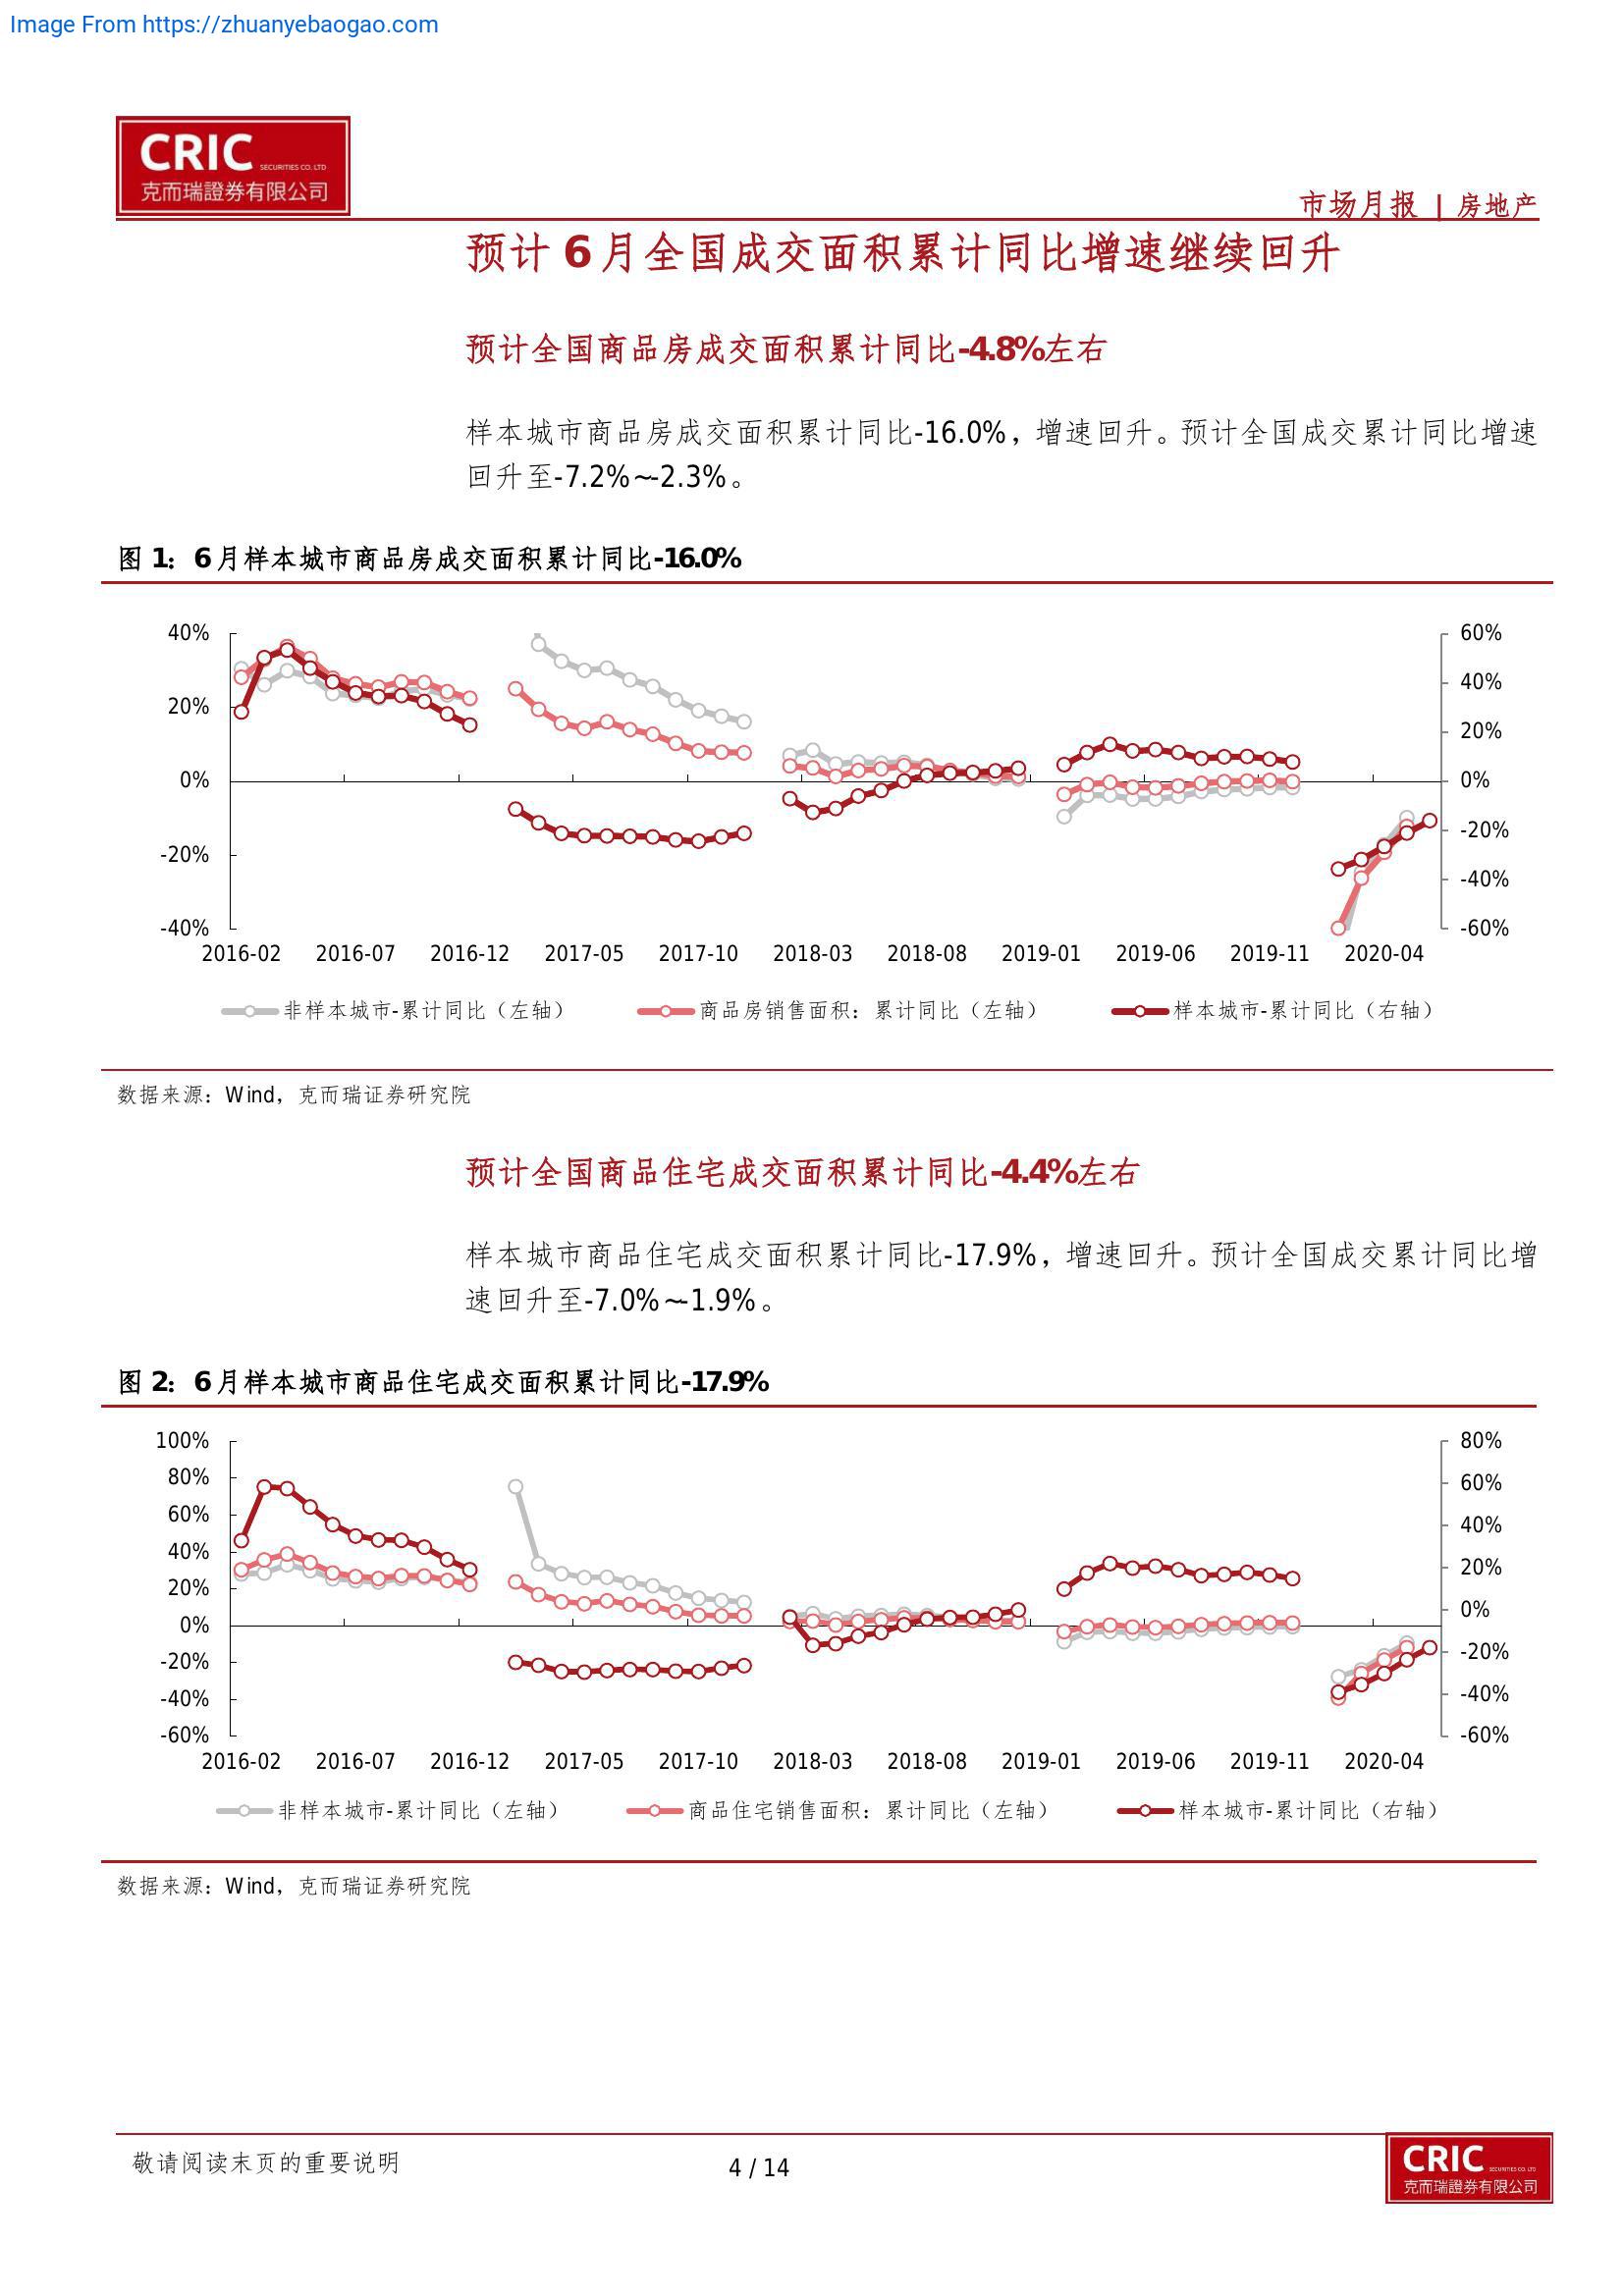 Image From https://zhuanyebaogao.com
CRIC SECURITIES CO. LTD
克而瑞證券有限公司
市场月报 | 房地产
预计 6 月全国成交面积累计同比增速继续回升
预计全国商品房成交面积累计同比-4.8%左右
样本城市商品房成交面积累计同比-16.0%，增速回升。预计全国成交累计同比增速
回升至-7.2%~-2.3%。
图 1：6 月样本城市商品房成交面积累计同比-16.0%
40% 60%
40%
20% 20%
0% 0%
-20% -20%
-40%
-40% -60%
2016-02 2016-07 2016-12 2017-05 2017-10 2018-03 2018-08 2019-01 2019-06 2019-11 2020-04
非样本城市-累计同比（左轴） 商品房销售面积：累计同比（左轴） 样本城市-累计同比（右轴）
数据来源：Wind，克而瑞证券研究院
预计全国商品住宅成交面积累计同比-4.4%左右
样本城市商品住宅成交面积累计同比-17.9%，增速回升。预计全国成交累计同比增
速回升至-7.0%~-1.9%。
图 2：6 月样本城市商品住宅成交面积累计同比-17.9%
100% 80%
80% 60%
60% 40%
40% 20%
20% 0%
0% -20%
-20% -40%
-40%
-60% -60%
2016-02 2016-07 2016-12 2017-05 2017-10 2018-03 2018-08 2019-01 2019-06 2019-11 2020-04
非样本城市-累计同比（左轴） 商品住宅销售面积：累计同比（左轴） 样本城市-累计同比（右轴）
数据来源：Wind，克而瑞证券研究院
敬请阅读末页的重要说明 4 / 14
CRIC SECURITIES CO. LTD
克而瑞證券有限公司